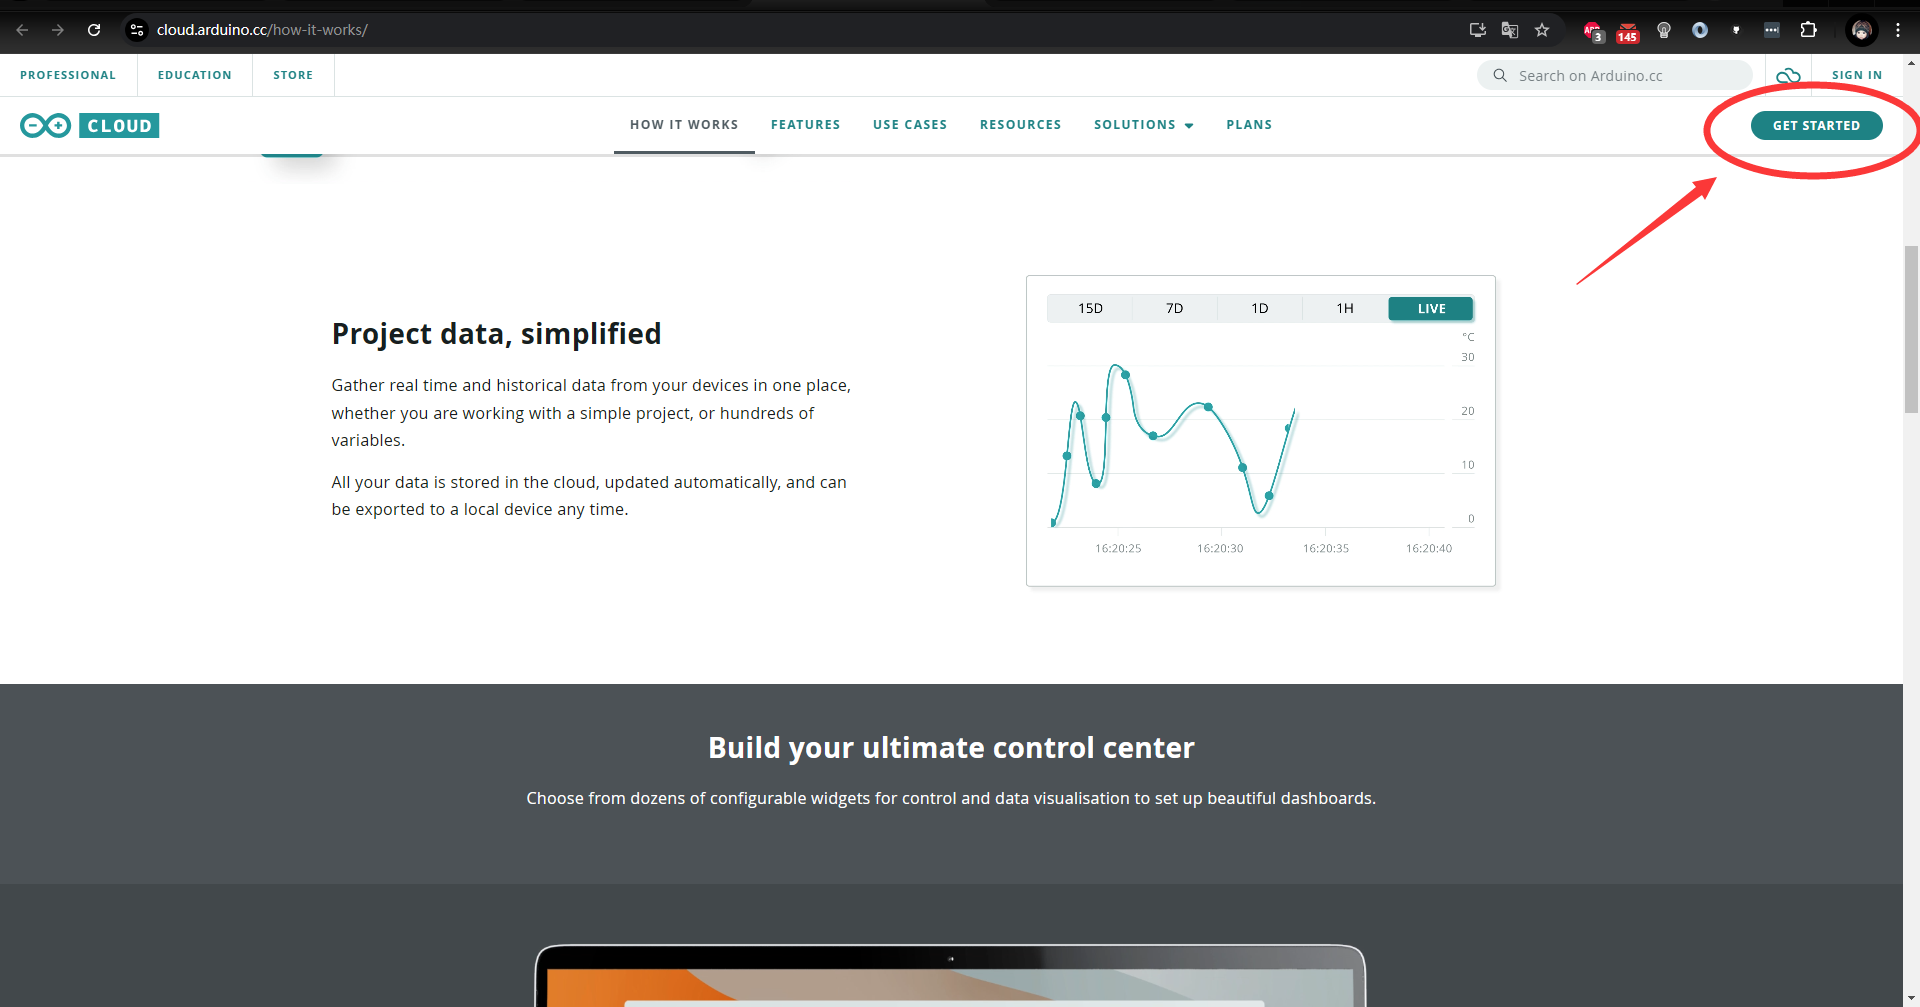 cloud.arduino.cc/how-it-works/
3
145
PROFESSIONAL
EDUCATION
STORE
Search on Arduino.cc
SIGN IN
CLOUD
HOW IT WORKS
FEATURES
USE CASES
RESOURCES
SOLUTIONS
PLANS
GET STARTED
Project data, simplified
Gather real time and historical data from your devices in one place,
whether you are working with a simple project, or hundreds of
variables.
All your data is stored in the cloud, updated automatically, and can
be exported to a local device any time.
15D
7D
1D
1H
LIVE
°C
30
20
10
0
16:20:25
16:20:30
16:20:35
16:20:40
Build your ultimate control center
Choose from dozens of configurable widgets for control and data visualisation to set up beautiful dashboards.